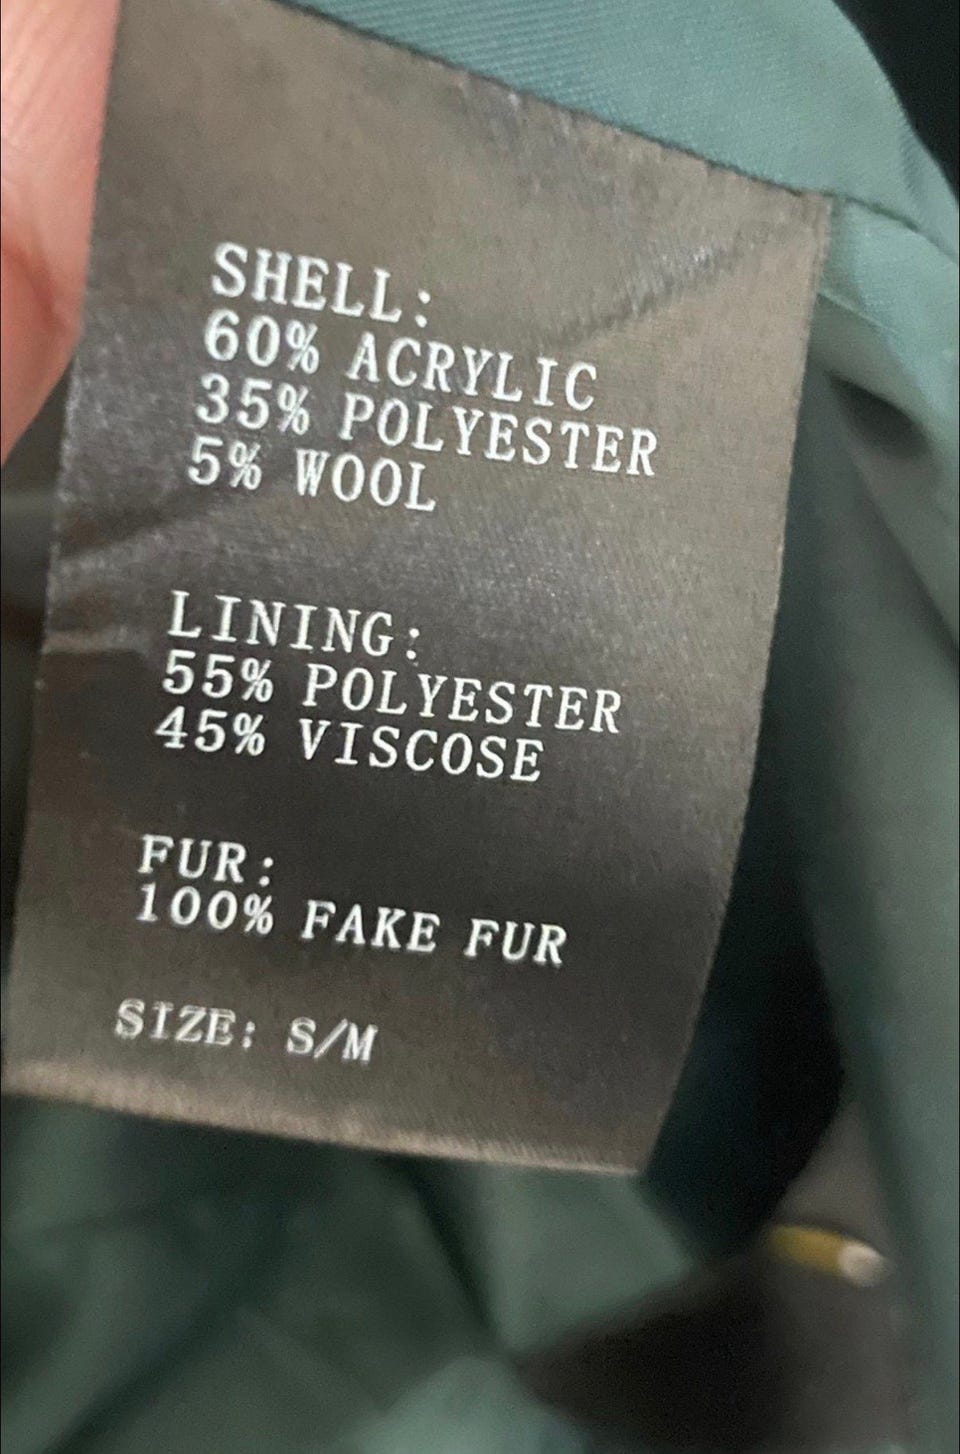 SHELL:
60% ACRYLIC
35% POLYESTER
5% WOOL
LINING:
55% POLYESTER
45% VISCOSE
FUR:
100% FAKE FUR
SIZE: S/M